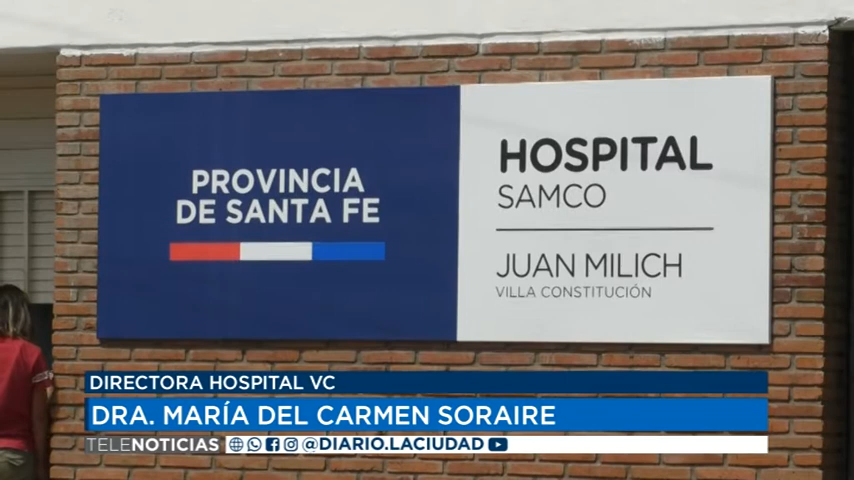 PROVINCIA
DE SANTA FE
HOSPITAL
SAMCO
JUAN MILICH
VILLA CONSTITUCIÓN
DIRECTORA HOSPITAL VC
DRA. MARÍA DEL CARMEN SORAIRE
TELENOTICIAS @DIARIO.LACIUDAD